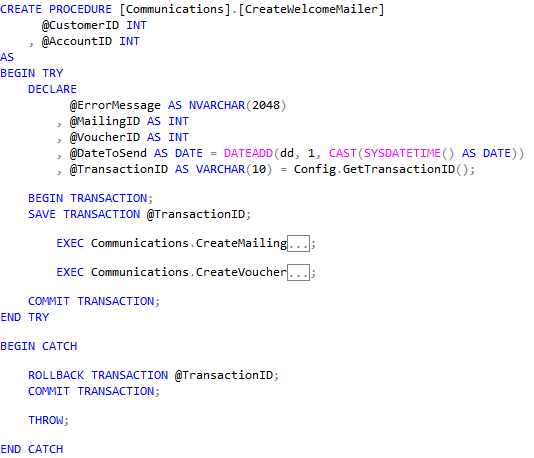 CREATE PROCEDURE [Communications].[CreateWelcomeMailer]
@CustomerID INT
, @AccountID INT
AS
BEGIN TRY
DECLARE
@ErrorMessage AS NVARCHAR(2048)
, @MailingID AS INT
, @VoucherID AS INT
, @DateToSend AS DATE = DATEADD(dd, 1, CAST(SYSDATETIME() AS DATE))
, @TransactionID AS VARCHAR(10) = Config.GetTransactionID();
BEGIN TRANSACTION;
SAVE TRANSACTION @TransactionID;
EXEC Communications.CreateMailing...;
EXEC Communications.CreateVoucher...;
COMMIT TRANSACTION;
END TRY
BEGIN CATCH
ROLLBACK TRANSACTION @TransactionID;
COMMIT TRANSACTION;
THROW;
END CATCH